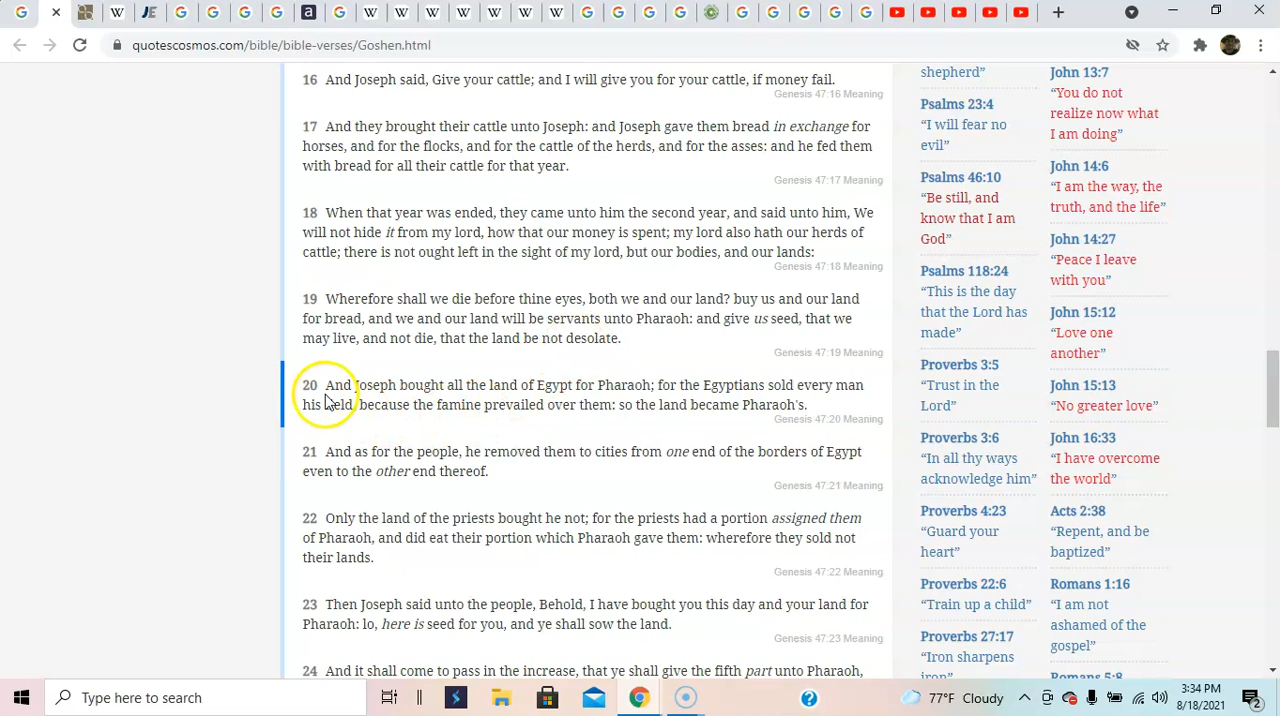 quotescosmos.com/bible/bible-verses/Goshen.html
16 And Joseph said, Give your cattle; and I will give you for your cattle, if money fail.
Genesis 47:16 Meaning
17 And they brought their cattle unto Joseph: and Joseph gave them bread in exchange for
horses, and for the flocks, and for the cattle of the herds, and for the asses: and he fed them
with bread for all their cattle for that year.
Genesis 47:17 Meaning
18 When that year was ended, they came unto him the second year, and said unto him, We
will not hide it from my lord, how that our money is spent; my lord also hath our herds of
cattle; there is not ought left in the sight of my lord, but our bodies, and our lands:
Genesis 47:18 Meaning
19 Wherefore shall we die before thine eyes, both we and our land? buy us and our land
for bread, and we and our land will be servants unto Pharaoh: and give us seed, that we
may live, and not die, that the land be not desolate.
Genesis 47:19 Meaning
20 And Joseph bought all the land of Egypt for Pharaoh; for the Egyptians sold every man
his field, because the famine prevailed over them: so the land became Pharaoh's.
Genesis 47:20 Meaning
21 And as for the people, he removed them to cities from one end of the borders of Egypt
even to the other end thereof.
Genesis 47:21 Meaning
22 Only the land of the priests bought he not; for the priests had a portion assigned them
of Pharaoh, and did eat their portion which Pharaoh gave them: wherefore they sold not
their lands.
Genesis 47:22 Meaning
23 Then Joseph said unto the people, Behold, I have bought you this day and your land for
Pharaoh: lo, here is seed for you, and ye shall sow the land.
Genesis 47:23 Meaning
24 And it shall come to pass in the increase, that ye shall give the fifth part unto Pharaoh,
shepherd”
Psalms 23:4
“I will fear no
evil”
Psalms 46:10
“Be still, and
know that I am
God”
Psalms 118:24
“This is the day
that the Lord has
made”
Proverbs 3:5
“Trust in the
Lord”
Proverbs 3:6
“In all thy ways
acknowledge him”
Proverbs 4:23
“Guard your
heart”
Proverbs 22:6
“Train up a child”
Proverbs 27:17
“Iron sharpens
iron”
John 13:7
“You do not
realize now what
I am doing”
John 14:6
“I am the way, the
truth, and the life”
John 14:27
“Peace I leave
with you”
John 15:12
“Love one
another”
John 15:13
“No greater love”
John 16:33
“I have overcome
the world”
Acts 2:38
“Repent, and be
baptized”
Romans 1:16
“I am not
ashamed of the
gospel”
Romans 5:8
Type here to search
77°F Cloudy
3:34 PM
8/18/2021
2